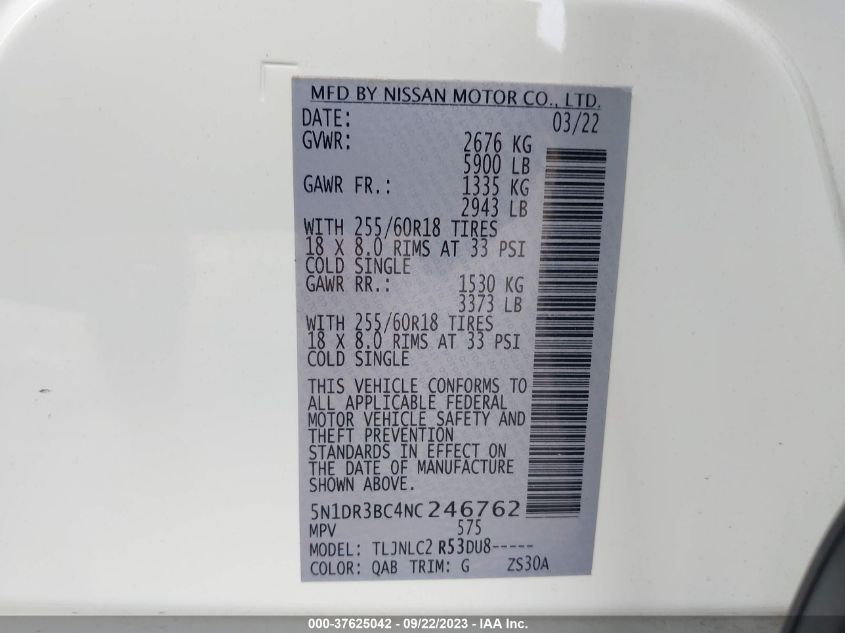 MFD BY NISSAN MOTOR CO., LTD.
DATE: 03/22
GVWR: 2676 KG
5900 LB
GAWR FR.: 1335 KG
2943 LB
WITH 255/60R18 TIRES
18 X 8.0 RIMS AT 33 PSI
COLD SINGLE
GAWR RR.: 1530 KG
3373 LB
WITH 255/60R18 TIRES
18 X 8.0 RIMS AT 33 PSI
COLD SINGLE
THIS VEHICLE CONFORMS TO
ALL APPLICABLE FEDERAL
MOTOR VEHICLE SAFETY AND
THEFT PREVENTION
STANDARDS IN EFFECT ON
THE DATE OF MANUFACTURE
SHOWN ABOVE.
5N1DR3BC4NC246762
MPV 575
MODEL: TLJNLC2 R53DU8-----
COLOR: QAB TRIM: G ZS30A
000-37625042 - 09/22/2023 - IAA Inc.